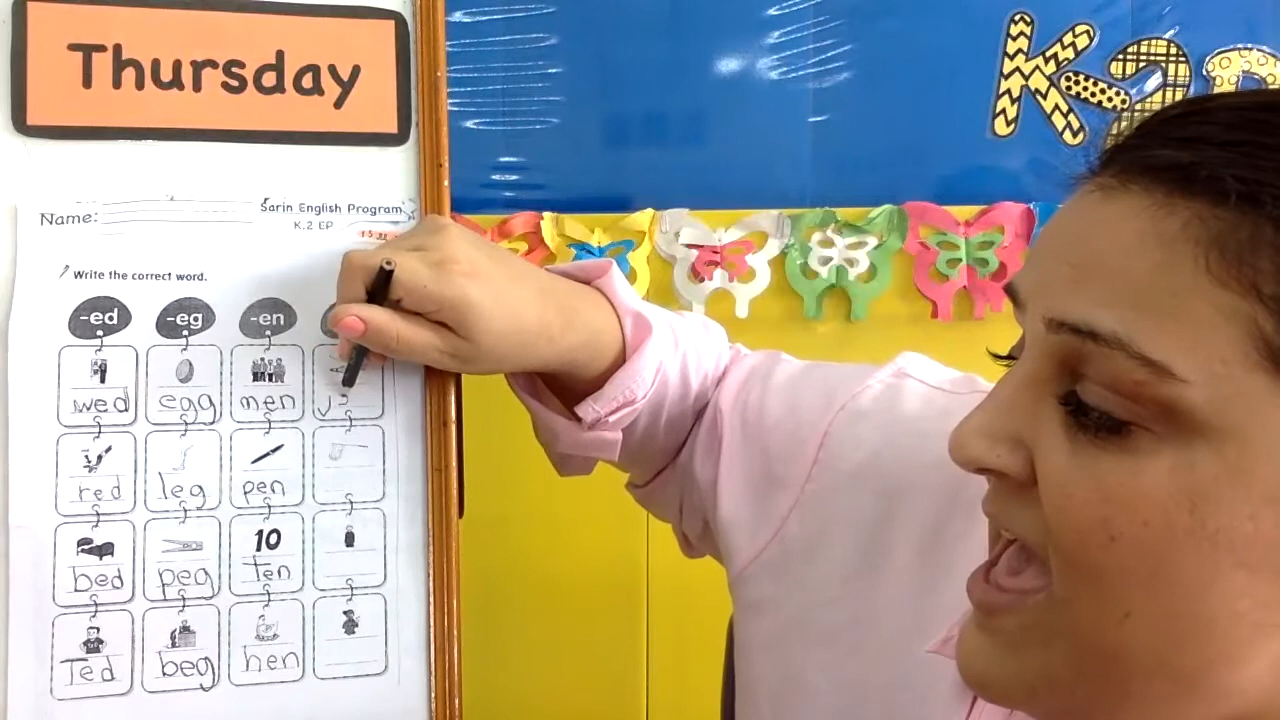 Thursday
K2
Name:
Sarin English Program
K.2 EP
Write the correct word.
-ed -eg -en
wed egg men
red leg pen
10
bed peg ten
Ted beg hen